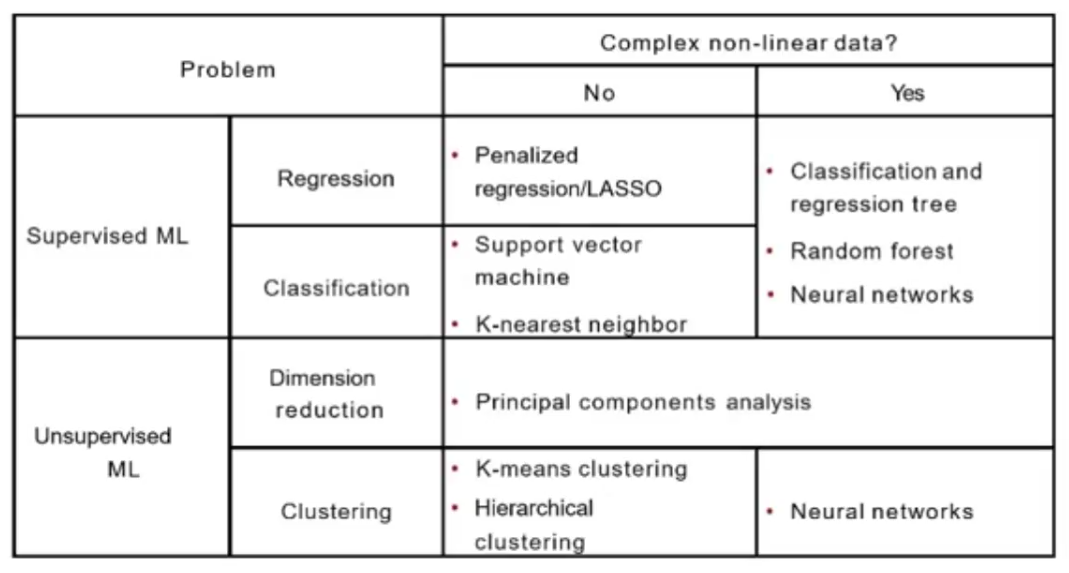 Problem
Complex non-linear data?
No
Yes
Supervised ML
Regression
• Penalized
regression/LASSO
• Classification and
regression tree
• Random forest
• Neural networks
Classification
• Support vector
machine
• K-nearest neighbor
Unsupervised
ML
Dimension
reduction
• Principal components analysis
Clustering
• K-means clustering
• Hierarchical
clustering
• Neural networks